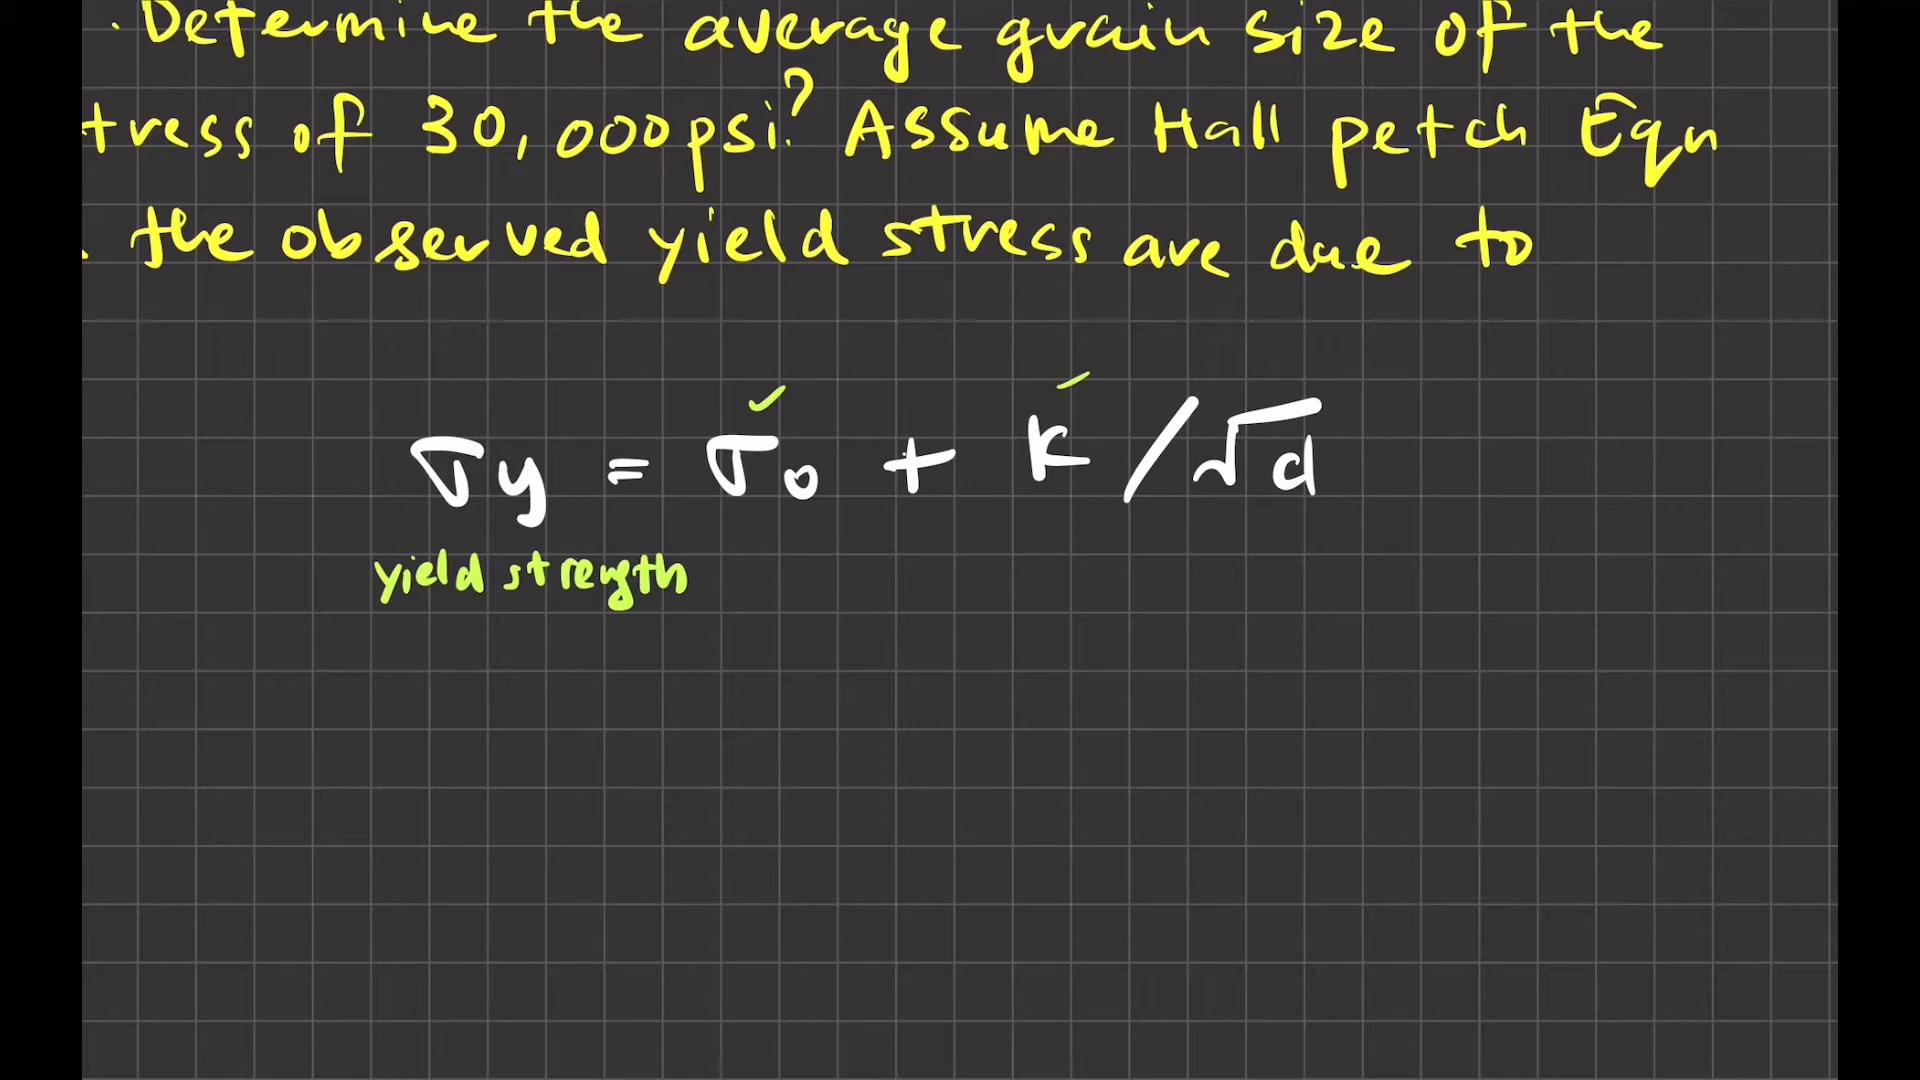 . Determine the average grain size of the
tress of 30,000psi? Assume Hall petch Eqn
. the observed yield stress are due to
σy = σo + k / √d
yield strength